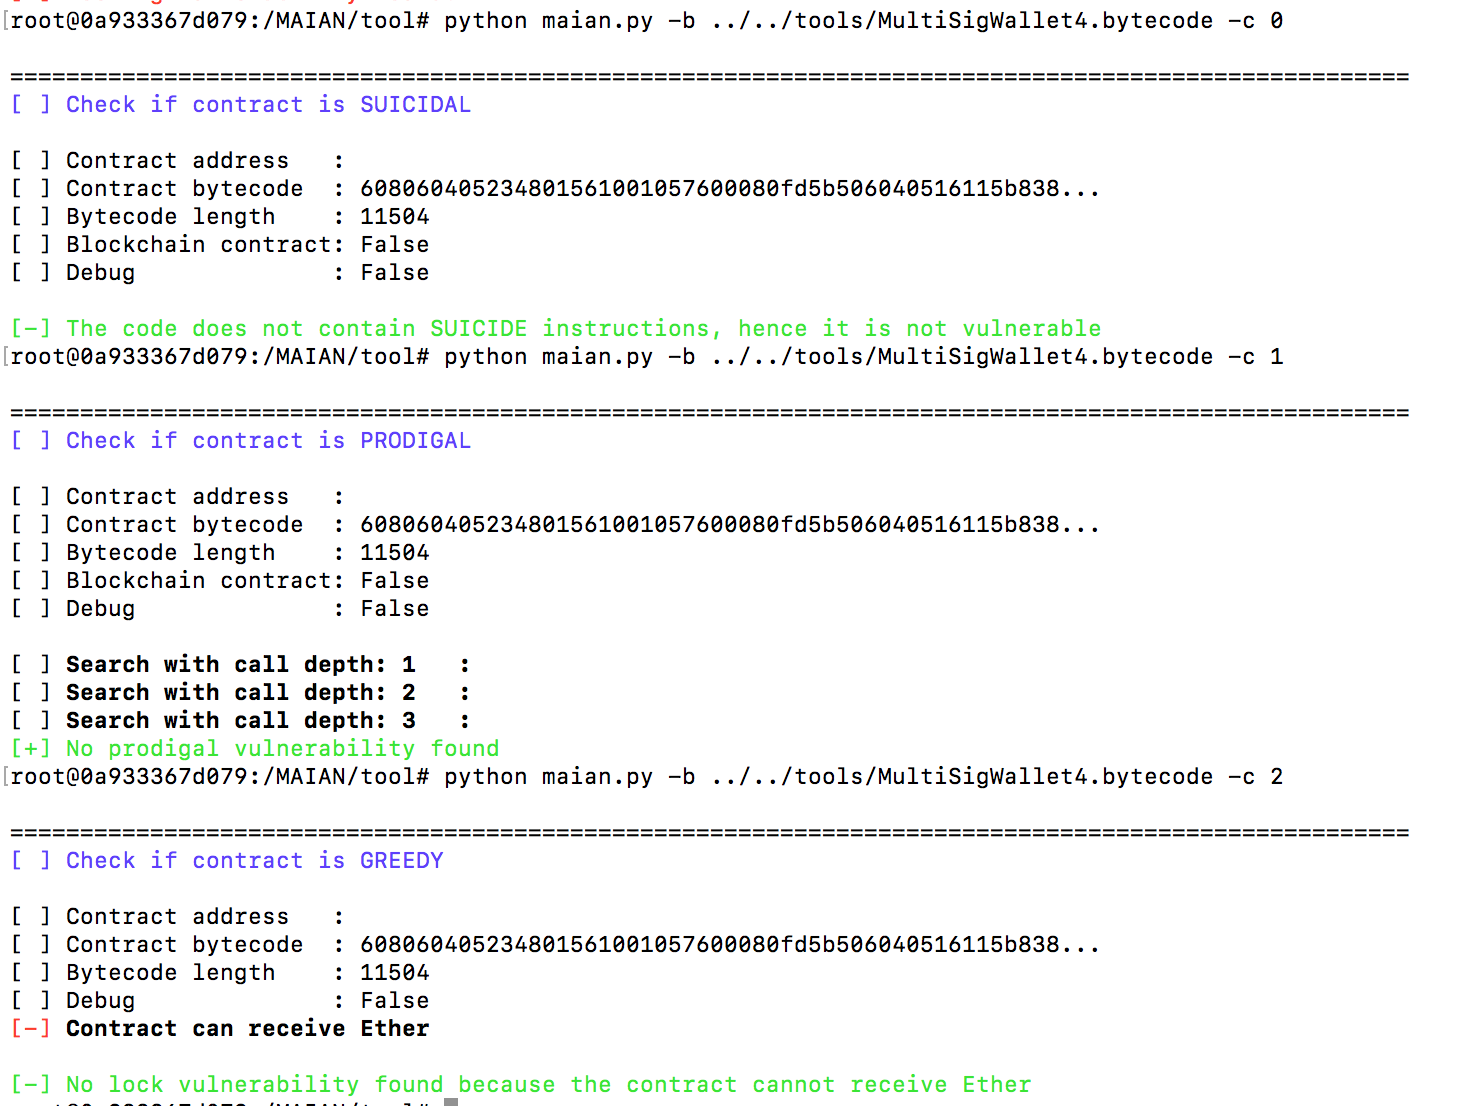 root@0a933367d079:/MAIAN/tool# python maian.py -b ../../tools/MultiSigWallet4.bytecode -c 0
====================================================================================================
[ ] Check if contract is SUICIDAL
[ ] Contract address   :
[ ] Contract bytecode  : 608060405234801561001057600080fd5b506040516115b838...
[ ] Bytecode length    : 11504
[ ] Blockchain contract: False
[ ] Debug              : False
[-] The code does not contain SUICIDE instructions, hence it is not vulnerable
root@0a933367d079:/MAIAN/tool# python maian.py -b ../../tools/MultiSigWallet4.bytecode -c 1
====================================================================================================
[ ] Check if contract is PRODIGAL
[ ] Contract address   :
[ ] Contract bytecode  : 608060405234801561001057600080fd5b506040516115b838...
[ ] Bytecode length    : 11504
[ ] Blockchain contract: False
[ ] Debug              : False
[ ] Search with call depth: 1   :
[ ] Search with call depth: 2   :
[ ] Search with call depth: 3   :
[+] No prodigal vulnerability found
root@0a933367d079:/MAIAN/tool# python maian.py -b ../../tools/MultiSigWallet4.bytecode -c 2
====================================================================================================
[ ] Check if contract is GREEDY
[ ] Contract address   :
[ ] Contract bytecode  : 608060405234801561001057600080fd5b506040516115b838...
[ ] Bytecode length    : 11504
[ ] Debug              : False
[-] Contract can receive Ether
[-] No lock vulnerability found because the contract cannot receive Ether